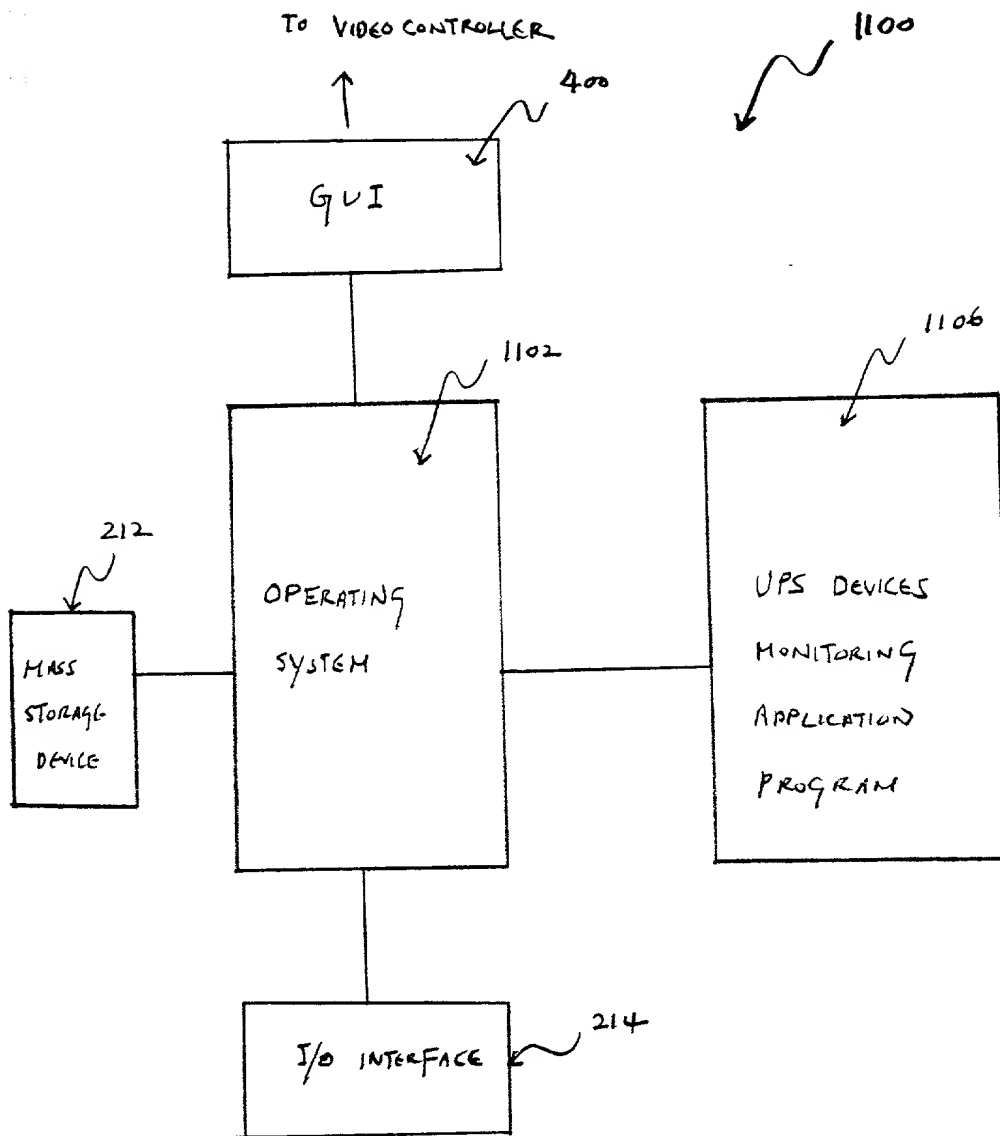 TO VIDEO CONTROLLER
1100
400
GUI
1102
1106
212
OPERATING
SYSTEM
UPS DEVICES
MONITORING
APPLICATION
PROGRAM
MASS
STORAGE
DEVICE
I/O INTERFACE
214